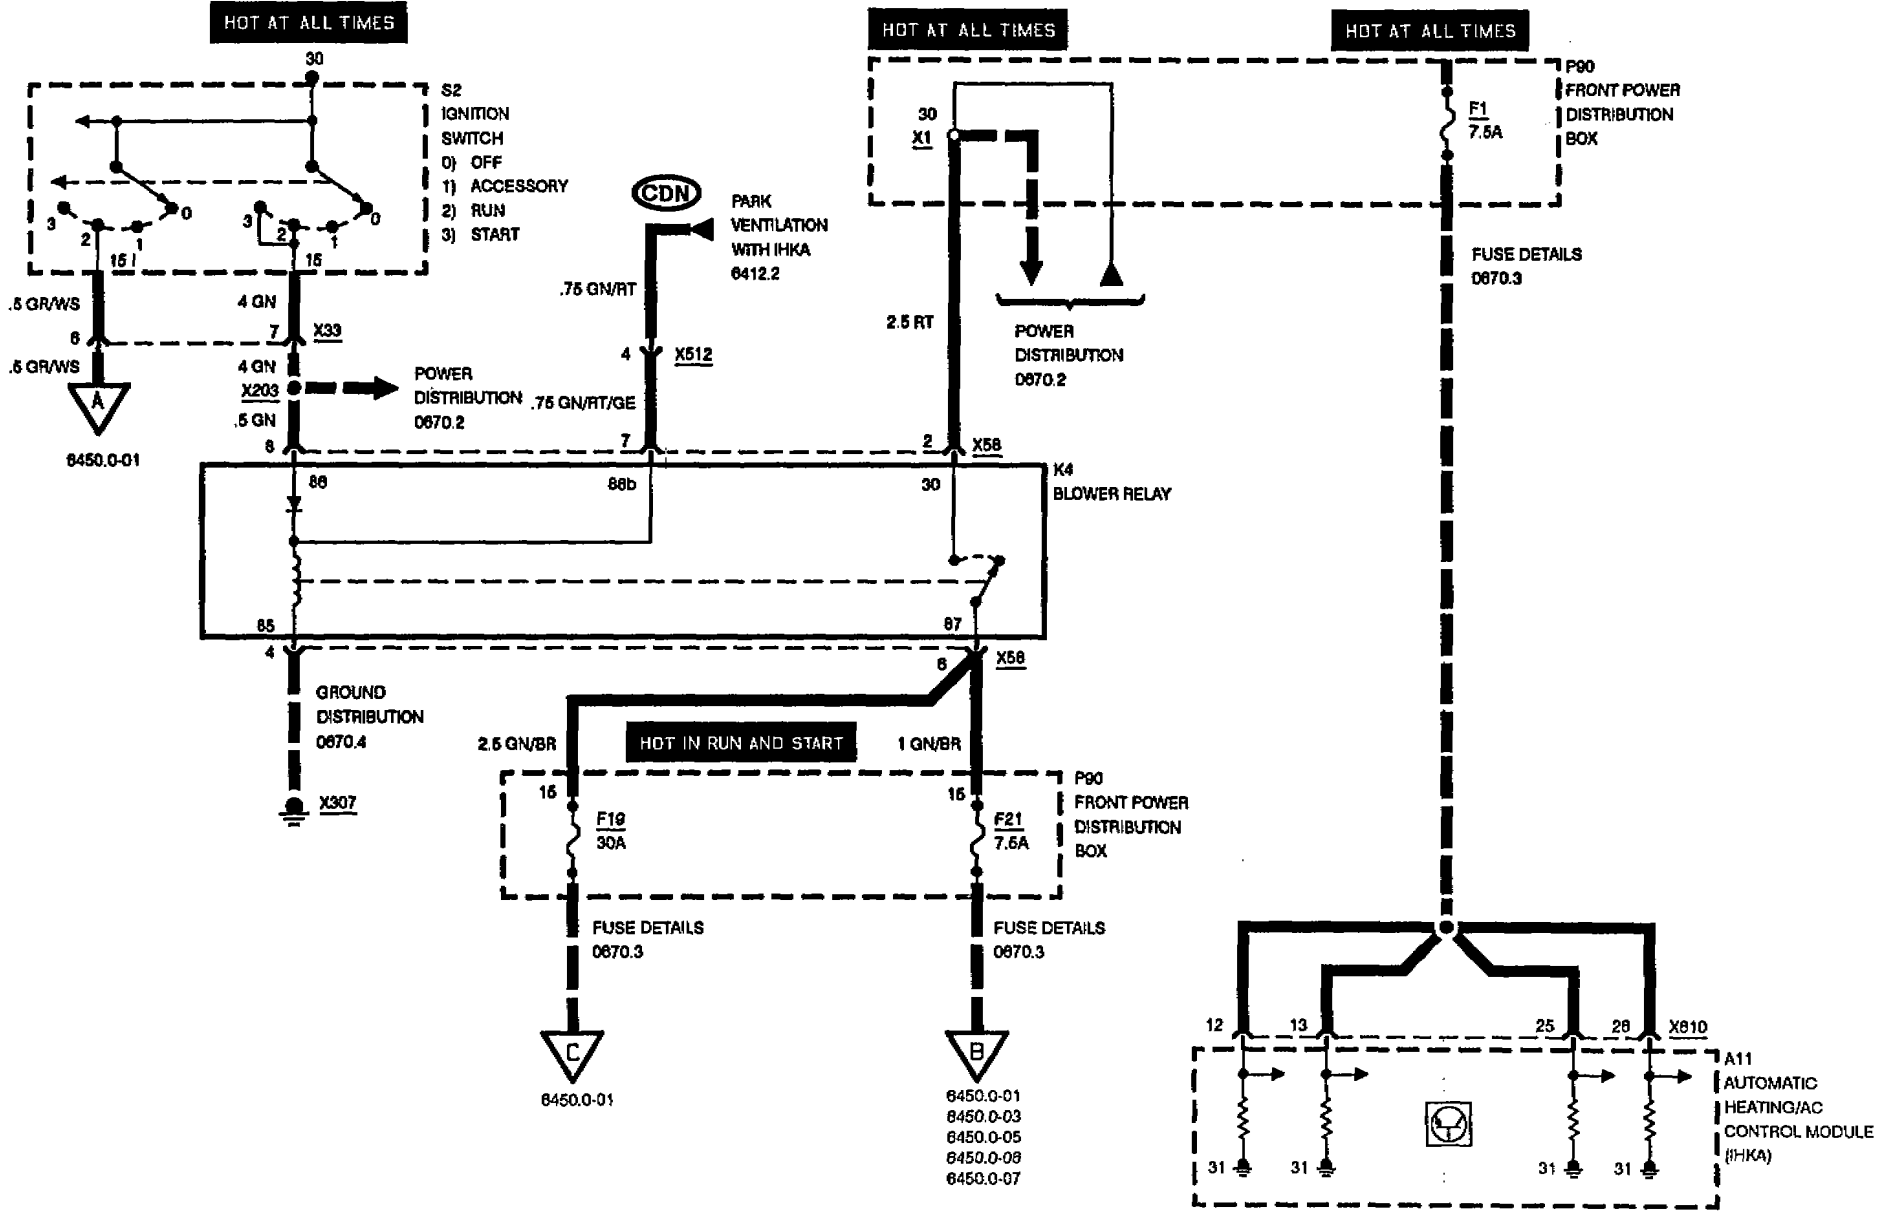 HOT AT ALL TIMES
30
S2
IGNITION
SWITCH
0) OFF
1) ACCESSORY
2) RUN
3) START
3
2
1
0
15 I
3
2
1
0
15
.5 GR/WS
4 GN
6
7
X33
.5 GR/WS
4 GN
X203
.5 GN
A
6450.0-01
POWER
DISTRIBUTION
0670.2
CDN
PARK
VENTILATION
WITH IHKA
6412.2
.75 GN/RT
4
X512
.75 GN/RT/GE
HOT AT ALL TIMES
30
X1
2.5 RT
POWER
DISTRIBUTION
0670.2
HOT AT ALL TIMES
P90
FRONT POWER
DISTRIBUTION
BOX
F1
7.5A
FUSE DETAILS
0670.3
8
7
2
X58
K4
BLOWER RELAY
86
86b
30
85
87
4
6
X58
GROUND
DISTRIBUTION
0670.4
X307
2.5 GN/BR
HOT IN RUN AND START
1 GN/BR
P90
FRONT POWER
DISTRIBUTION
BOX
15
F19
30A
15
F21
7.5A
FUSE DETAILS
0670.3
FUSE DETAILS
0670.3
C
6450.0-01
B
6450.0-01
6450.0-03
6450.0-05
6450.0-06
6450.0-07
12
13
25
26
X610
A11
AUTOMATIC
HEATING/AC
CONTROL MODULE
(IHKA)
31
31
31
31